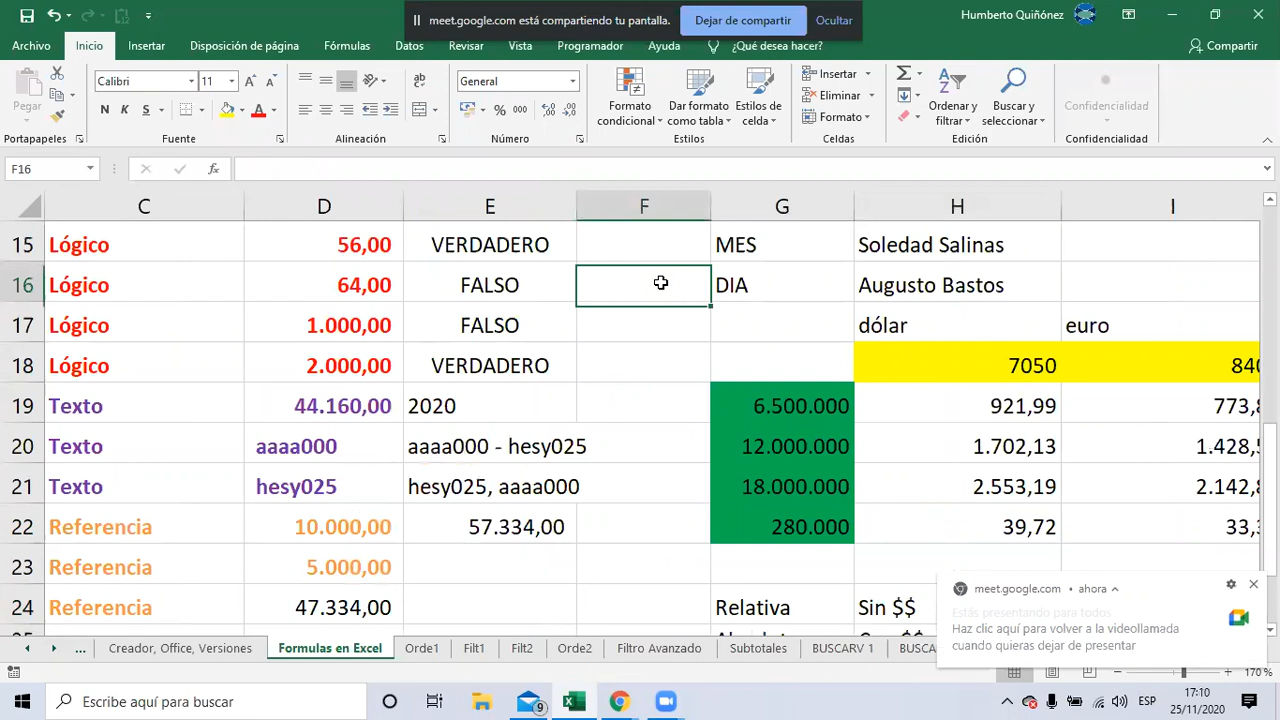 meet.google.com está compartiendo tu pantalla. Dejar de compartir Ocultar
Humberto Quiñónez
Archivo Inicio Insertar Disposición de página Fórmulas Datos Revisar Vista Programador Ayuda ¿Qué desea hacer? Compartir
Pegar
Calibri 11
N K S
General
% 000
Formato condicional
Dar formato como tabla
Estilos de celda
Insertar
Eliminar
Formato
Ordenar y filtrar
Buscar y seleccionar
Confidencialidad
Portapapeles Fuente Alineación Número Estilos Celdas Edición Confidencialidad
F16 fx
C D E F G H I
15 Lógico 56,00 VERDADERO MES Soledad Salinas
16 Lógico 64,00 FALSO DIA Augusto Bastos
17 Lógico 1.000,00 FALSO dólar euro
18 Lógico 2.000,00 VERDADERO 7050 840
19 Texto 44.160,00 2020 6.500.000 921,99 773,8
20 Texto aaaa000 aaaa000 - hesy025 12.000.000 1.702,13 1.428,5
21 Texto hesy025 hesy025, aaaa000 18.000.000 2.553,19 2.142,8
22 Referencia 10.000,00 57.334,00 280.000 39,72 33,3
23 Referencia 5.000,00
24 Referencia 47.334,00 Relativa Sin $$
meet.google.com • ahora
Estás presentando para todos
Haz clic aquí para volver a la videollamada
cuando quieras dejar de presentar
... Creador, Office, Versiones Formulas en Excel Orde1 Filt1 Filt2 Orde2 Filtro Avanzado Subtotales BUSCARV 1 BUSCA
170 %
Escribe aquí para buscar
9
ESP
17:10
25/11/2020